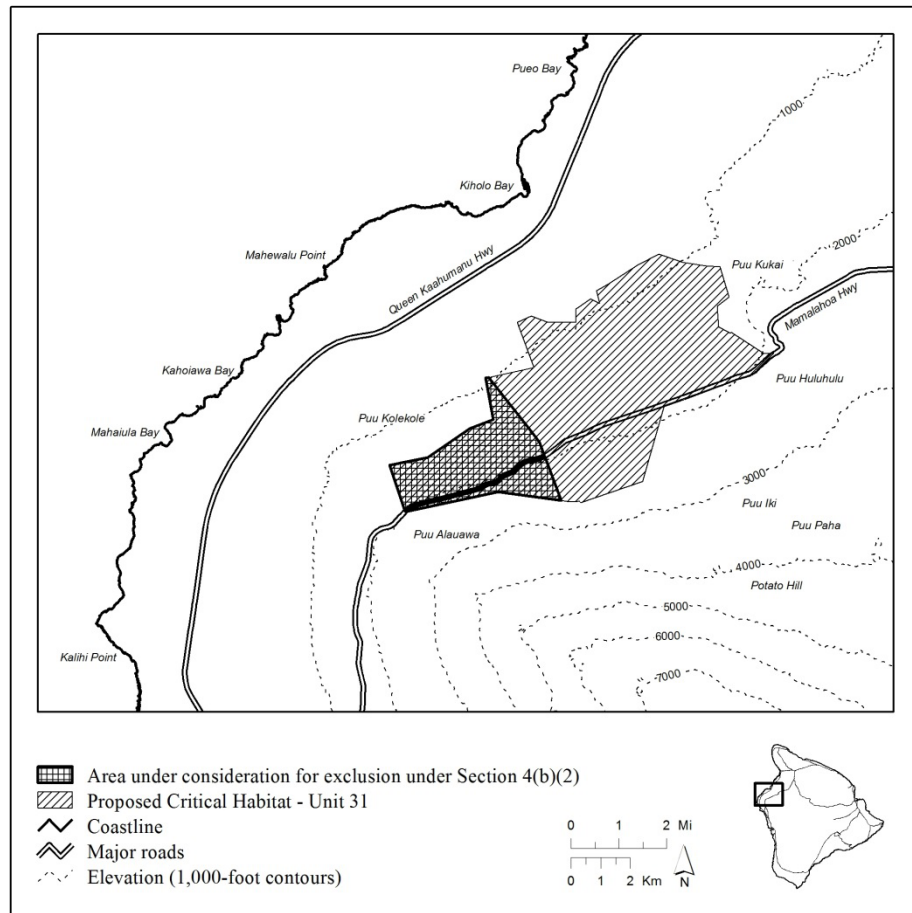 Pueo Bay
1000
Kiholo Bay
Mahewalu Point
Queen Kaahumanu Hwy
Puu Kukai
2000
Mamalahoa Hwy
Kahoiawa Bay
Puu Huluhulu
Puu Kolekole
Mahaiula Bay
3000
Puu Iki
Puu Alauawa
Puu Paha
4000
Potato Hill
5000
6000
Kalihi Point
7000
Area under consideration for exclusion under Section 4(b)(2)
Proposed Critical Habitat - Unit 31
Coastline
Major roads
Elevation (1,000-foot contours)
0 1 2 Mi
0 1 2 Km
N